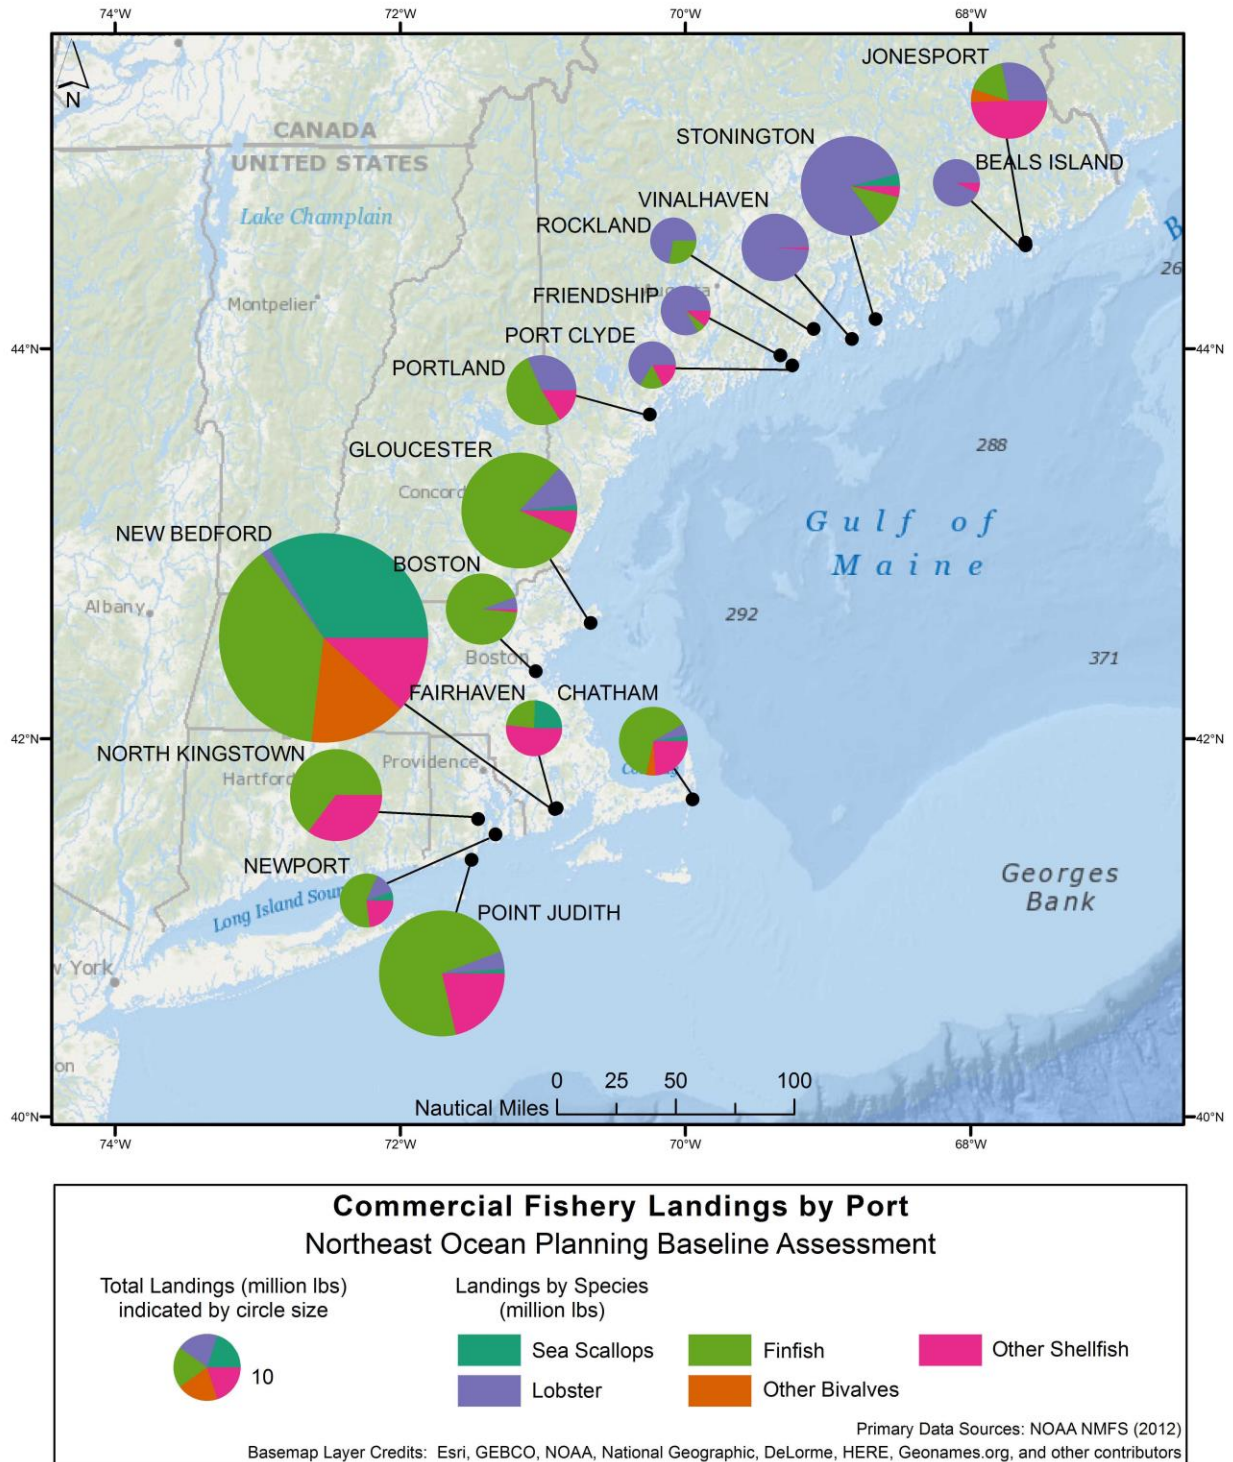 74°W 72°W 70°W 68°W
JONESPORT
N
CANADA
UNITED STATES
STONINGTON
BEALS ISLAND
Lake Champlain
VINALHAVEN
ROCKLAND
26
Montpelier
FRIENDSHIP
44°N 44°N
PORT CLYDE
PORTLAND
GLOUCESTER
288
Concord
Gulf of
Maine
NEW BEDFORD
BOSTON
Albany
292
Boston
371
FAIRHAVEN CHATHAM
42°N 42°N
NORTH KINGSTOWN
Providence
Hartford
NEWPORT
Georges
Bank
Long Island Soun
POINT JUDITH
w York
on
0 25 50 100
Nautical Miles
40°N 40°N
74°W 72°W 70°W 68°W
Commercial Fishery Landings by Port
Northeast Ocean Planning Baseline Assessment
Total Landings (million lbs)
indicated by circle size
10
Landings by Species
(million lbs)
Sea Scallops Finfish Other Shellfish
Lobster Other Bivalves
Primary Data Sources: NOAA NMFS (2012)
Basemap Layer Credits: Esri, GEBCO, NOAA, National Geographic, DeLorme, HERE, Geonames.org, and other contributors